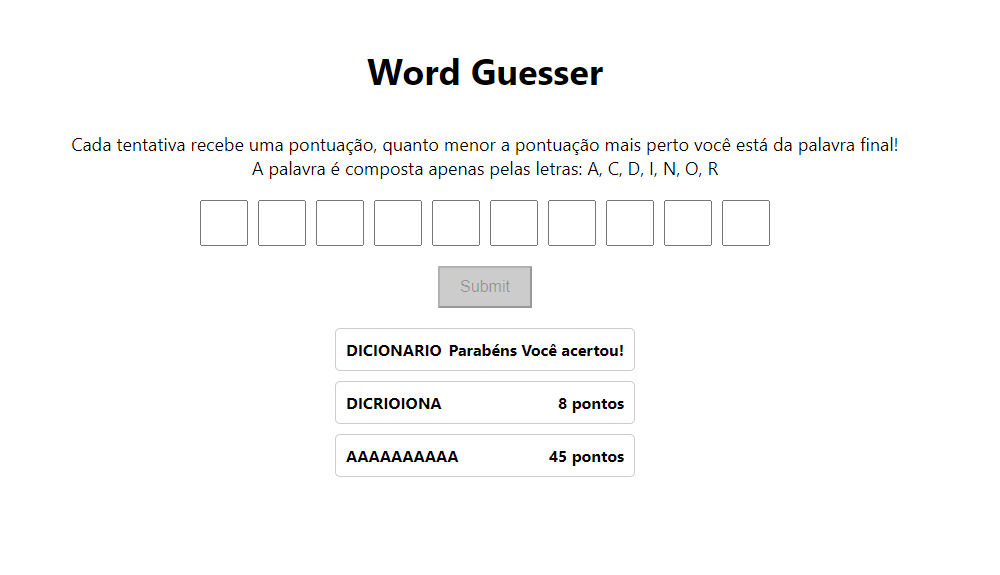 Word Guesser
Cada tentativa recebe uma pontuação, quanto menor a pontuação mais perto você está da palavra final!
A palavra é composta apenas pelas letras: A, C, D, I, N, O, R
Submit
DICIONARIO Parabéns Você acertou!
DICRIOIONA 8 pontos
AAAAAAAAAA 45 pontos